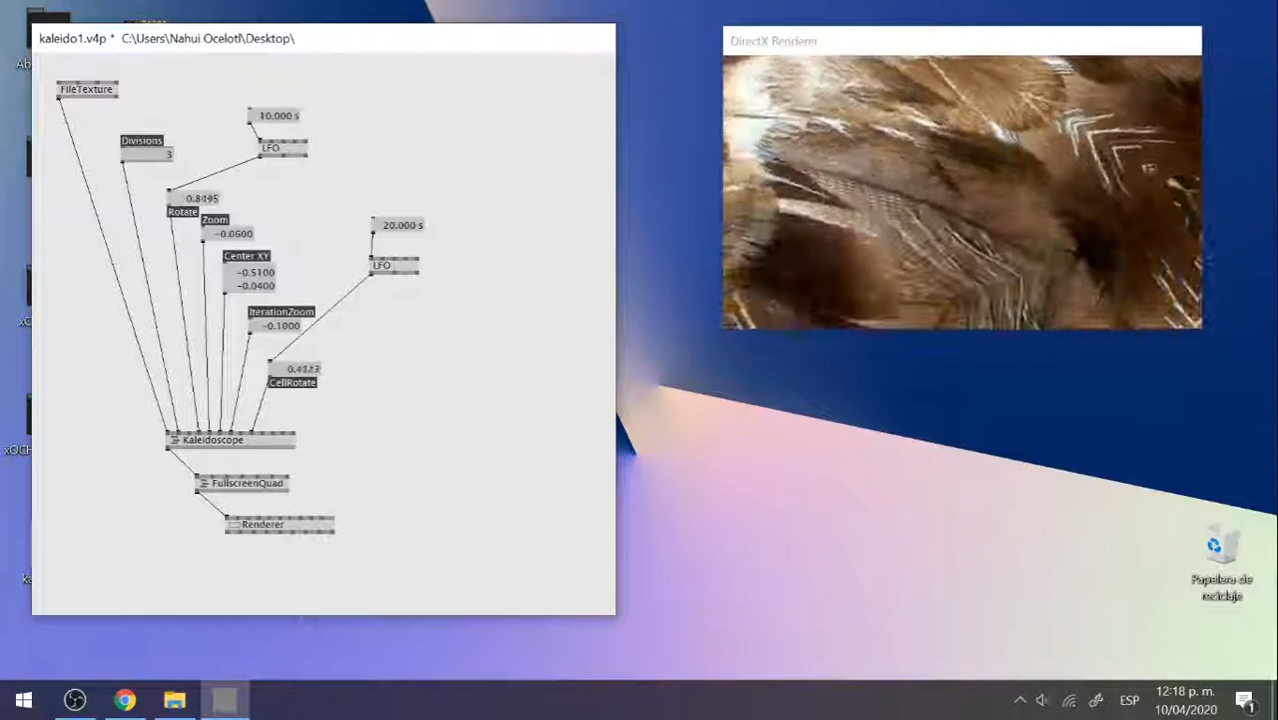 kaleido1.v4p * C:\Users\Nahui Ocelotl\Desktop\
DirectX Renderer
FileTexture
10.000 s
Divisions
LFO
3
0.8495
Rotate
Zoom
-0.0600
20.000 s
Center XY
LFO
-0.5100
-0.0400
IterationZoom
-0.1000
CellRotate
Kaleidoscope
FullscreenQuad
Renderer
Papelera de
reciclaje
ESP
12:18 p. m.
10/04/2020
1